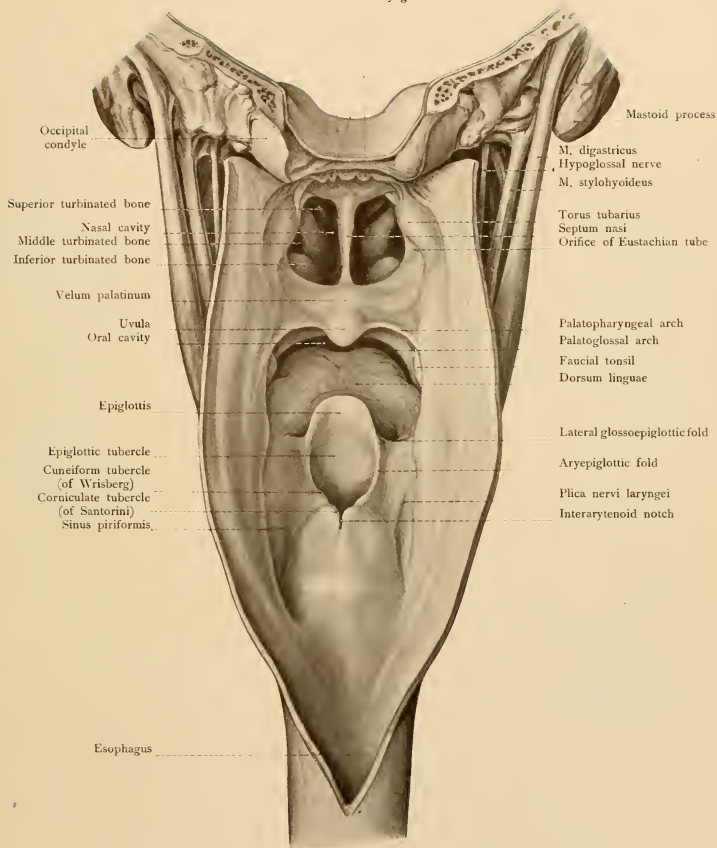 Occipital
condyle
Superior turbinated bone
Nasal cavity
Middle turbinated bone
Inferior turbinated bone
Velum palatinum
Uvula
Oral cavity
Epiglottis
Epiglottic tubercle
Cuneiform tubercle
(of Wrisberg)
Corniculate tubercle
(of Santorini)
Sinus piriformis
Esophagus
Mastoid process
M. digastricus
Hypoglossal nerve
M. stylohyoideus
Torus tubarius
Septum nasi
Orifice of Eustachian tube
Palatopharyngeal arch
Palatoglossal arch
Faucial tonsil
Dorsum linguae
Lateral glossoepiglottic fold
Aryepiglottic fold
Plica nervi laryngei
Interarytenoid notch